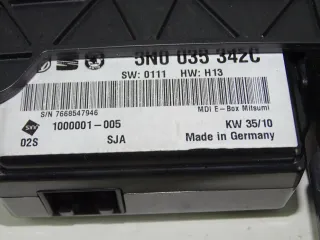 5N0 035 342C
SW: 0111 HW: H13
S/N 7668547946
MDI E-Box Mitsumi
1000001-005
KW 35/10
02S
SJA
Made in Germany